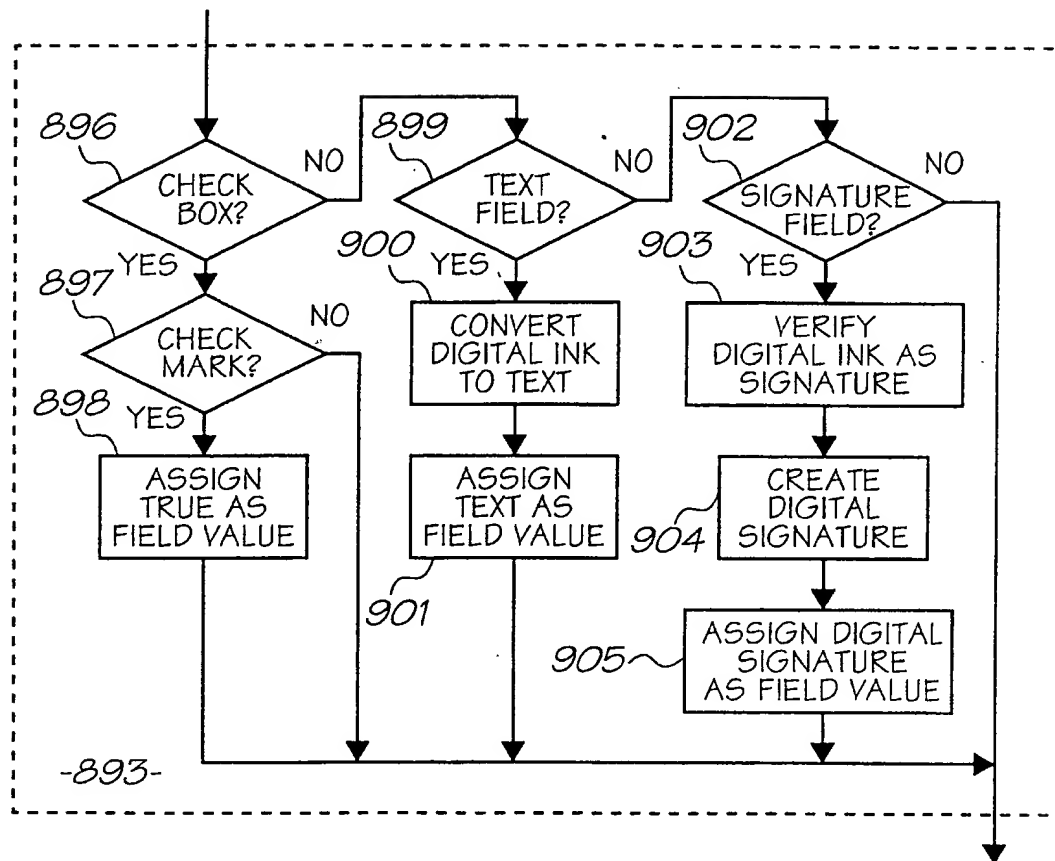 896
CHECK
BOX?
NO
YES
897
CHECK
MARK?
NO
YES
898
ASSIGN
TRUE AS
FIELD VALUE
899
TEXT
FIELD?
NO
YES
900
CONVERT
DIGITAL INK
TO TEXT
ASSIGN
TEXT AS
FIELD VALUE
901
902
SIGNATURE
FIELD?
NO
YES
903
VERIFY
DIGITAL INK AS
SIGNATURE
CREATE
DIGITAL
SIGNATURE
904
ASSIGN DIGITAL
SIGNATURE
AS FIELD VALUE
905
-893-